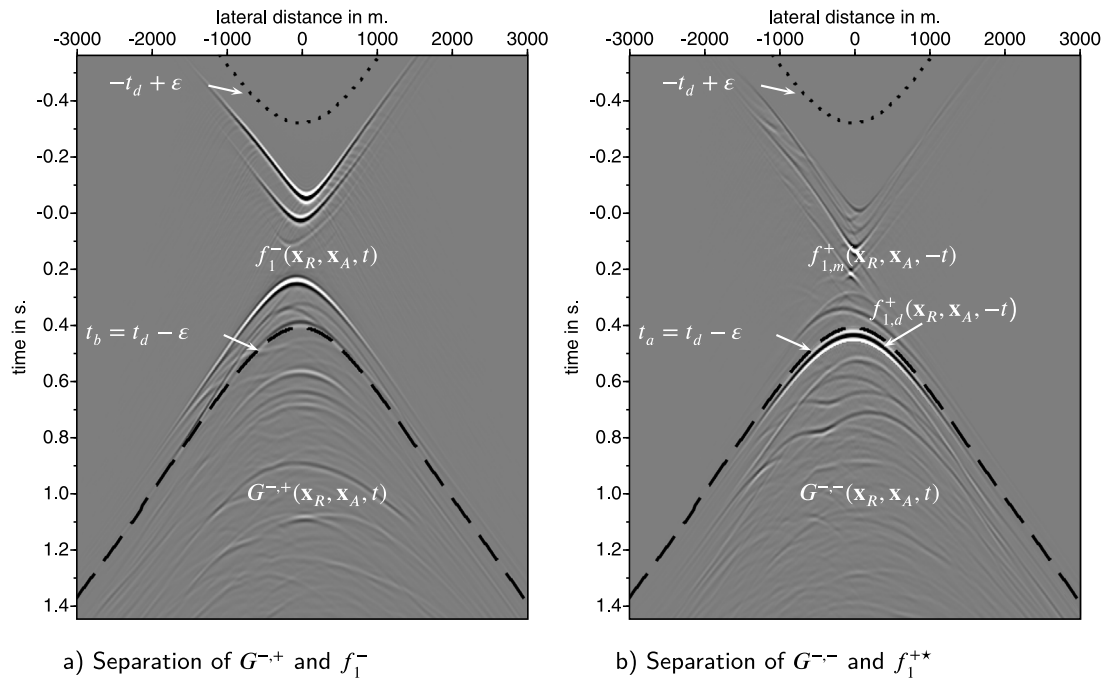 lateral distance in m.
-3000 -2000 -1000 0 1000 2000 3000
-0.4
-0.2
-0.0
0.2
0.4
0.6
0.8
1.0
1.2
1.4
time in s.
−t_d + ε
f_1^−(x_R, x_A, t)
t_b = t_d − ε
G^{−,+}(x_R, x_A, t)
a) Separation of G^{−,+} and f_1^−
lateral distance in m.
-3000 -2000 -1000 0 1000 2000 3000
-0.4
-0.2
-0.0
0.2
0.4
0.6
0.8
1.0
1.2
1.4
time in s.
−t_d + ε
f_{1,m}^+(x_R, x_A, −t)
f_{1,d}^+(x_R, x_A, −t)
t_a = t_d − ε
G^{−,−}(x_R, x_A, t)
b) Separation of G^{−,−} and f_1^{+⋆}